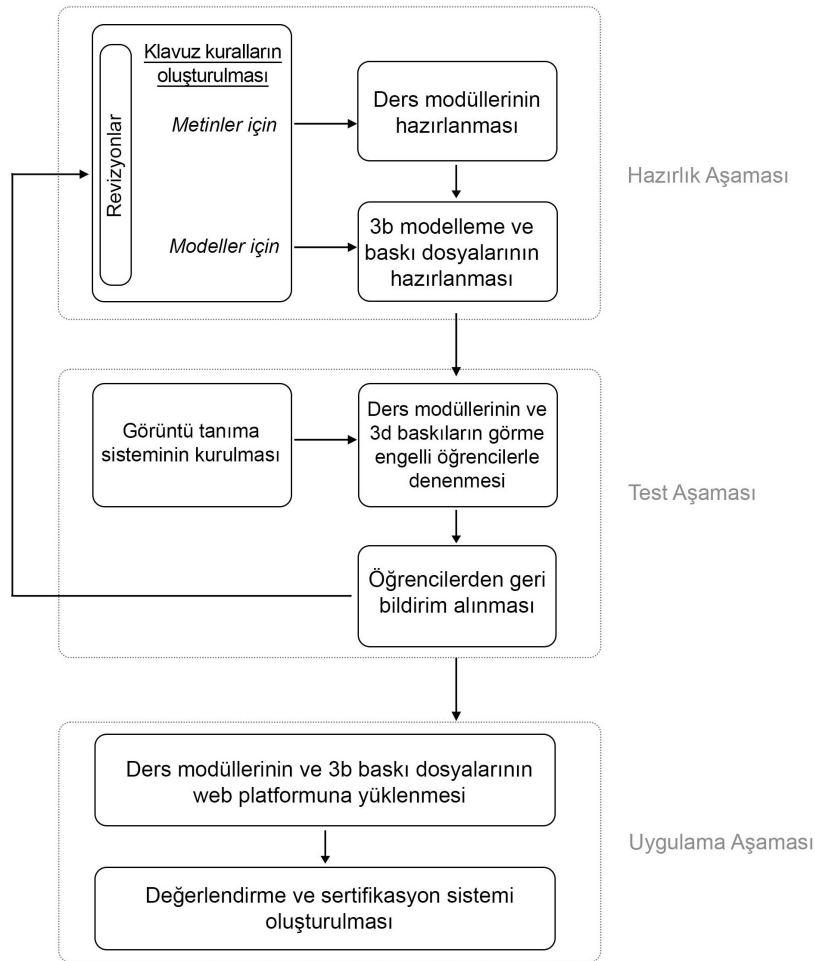 Klavuz kuralların
oluşturulması
Revizyonlar
Metinler için
Modeller için
Ders modüllerinin
hazırlanması
3b modelleme ve
baskı dosyalarının
hazırlanması
Hazırlık Aşaması
Görüntü tanıma
sisteminin kurulması
Ders modüllerinin ve
3d baskıların görme
engelli öğrencilerle
denenmesi
Öğrencilerden geri
bildirim alınması
Test Aşaması
Ders modüllerinin ve 3b baskı dosyalarının
web platformuna yüklenmesi
Değerlendirme ve sertifikasyon sistemi
oluşturulması
Uygulama Aşaması